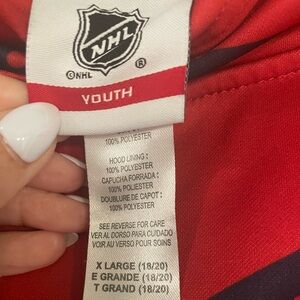 NHL
©NHL ®
YOUTH
100% POLYESTER
HOOD LINING :
100% POLYESTER
CAPUCHA FORRADA :
100% POLIESTER
DOUBLURE DE CAPOT :
100% POLYESTER
SEE REVERSE FOR CARE
VER AL DORSO PARA CUIDADO
VOIR AU VERSO POUR SOINS
X LARGE (18/20)
E GRANDE (18/20)
T GRAND (18/20)